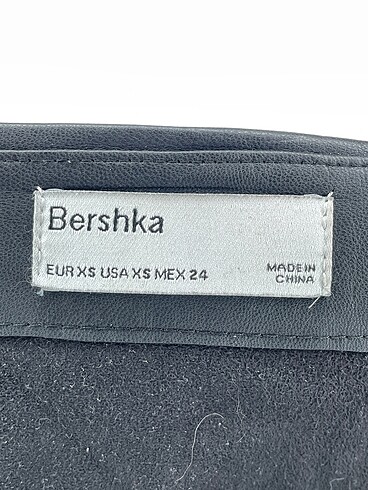 Bershka
EUR XS USA XS MEX 24
MADE IN
CHINA